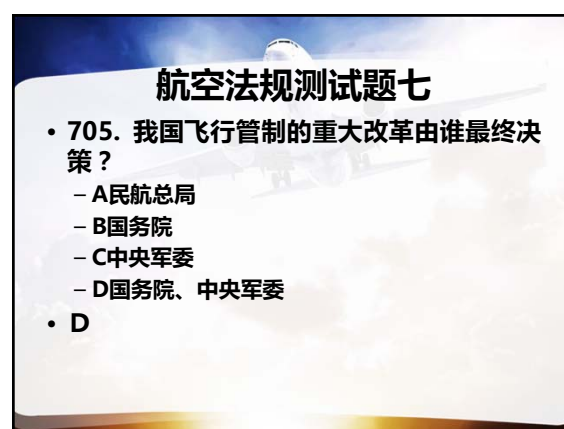 航空法规测试题七
• 705. 我国飞行管制的重大改革由谁最终决
策？
– A民航总局
– B国务院
– C中央军委
– D国务院、中央军委
• D